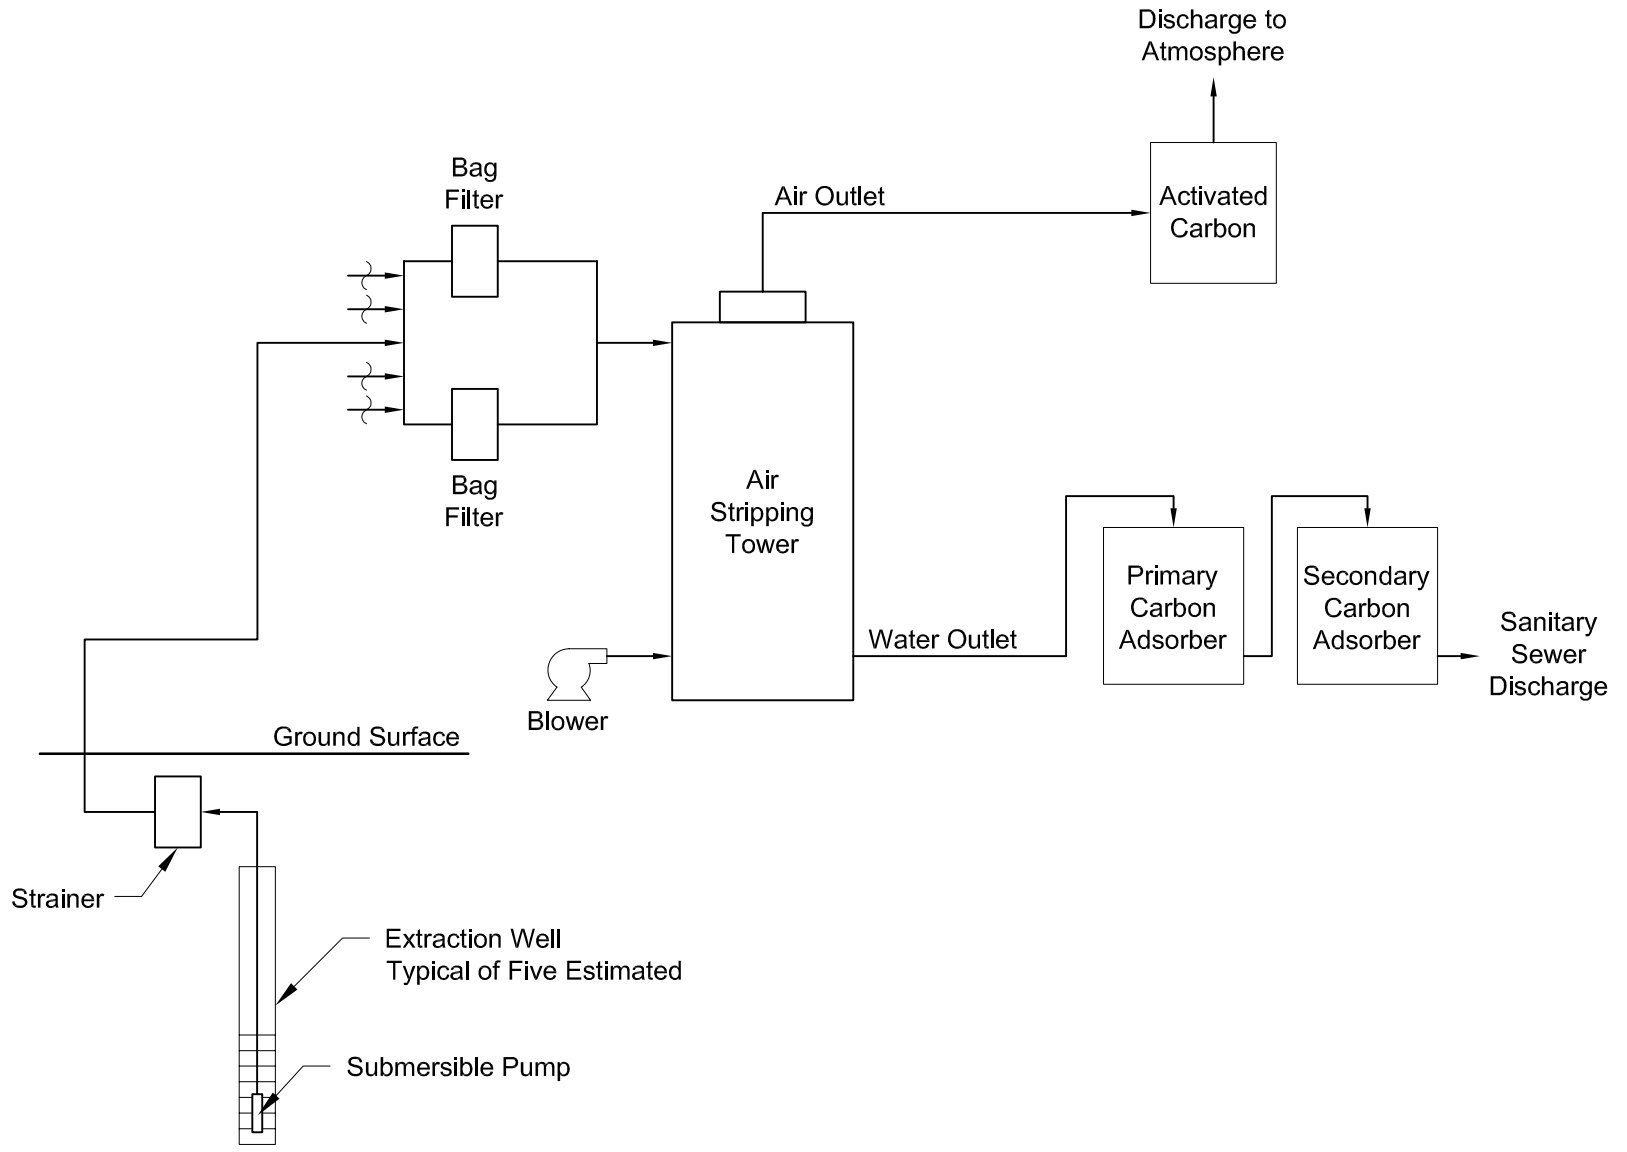 Discharge to
Atmosphere
Bag
Filter
Air Outlet
Activated
Carbon
Bag
Filter
Air
Stripping
Tower
Primary
Carbon
Adsorber
Secondary
Carbon
Adsorber
Water Outlet
Sanitary
Sewer
Discharge
Blower
Ground Surface
Strainer
Extraction Well
Typical of Five Estimated
Submersible Pump